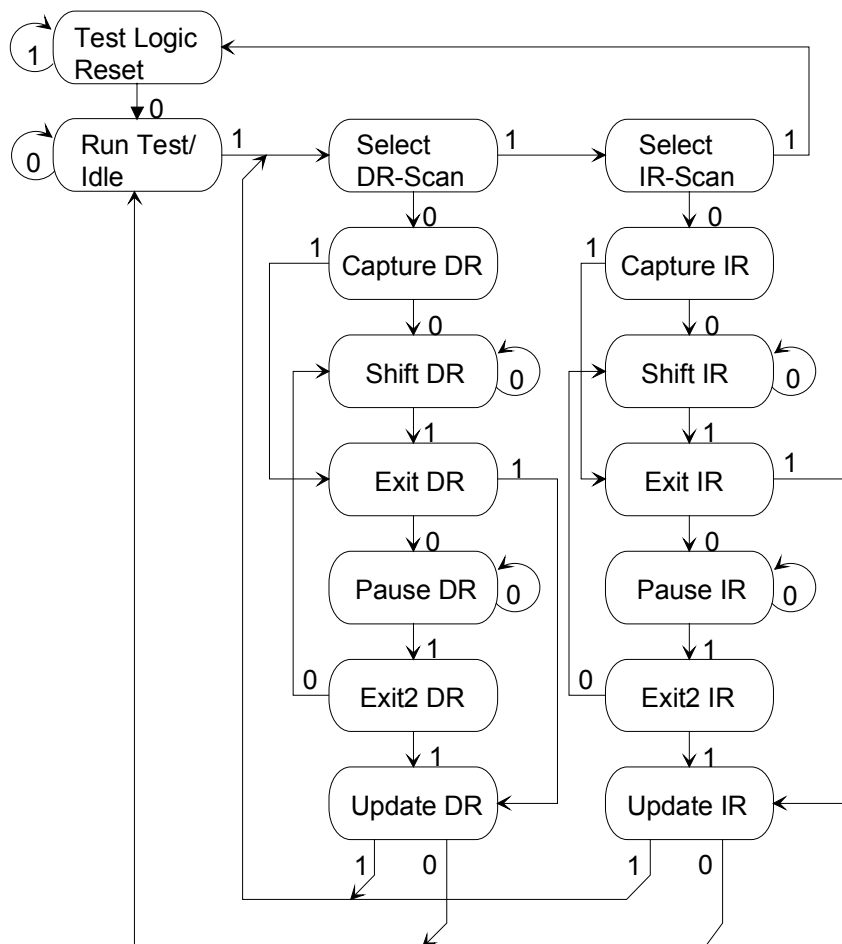 Test Logic
Reset
1
0
Run Test/
Idle
0
1
Select
DR-Scan
1
Select
IR-Scan
1
0
0
1
Capture DR
1
Capture IR
0
0
Shift DR
0
Shift IR
0
1
1
Exit DR
1
Exit IR
1
0
0
Pause DR
0
Pause IR
0
1
1
0
Exit2 DR
0
Exit2 IR
1
1
Update DR
Update IR
1
0
1
0